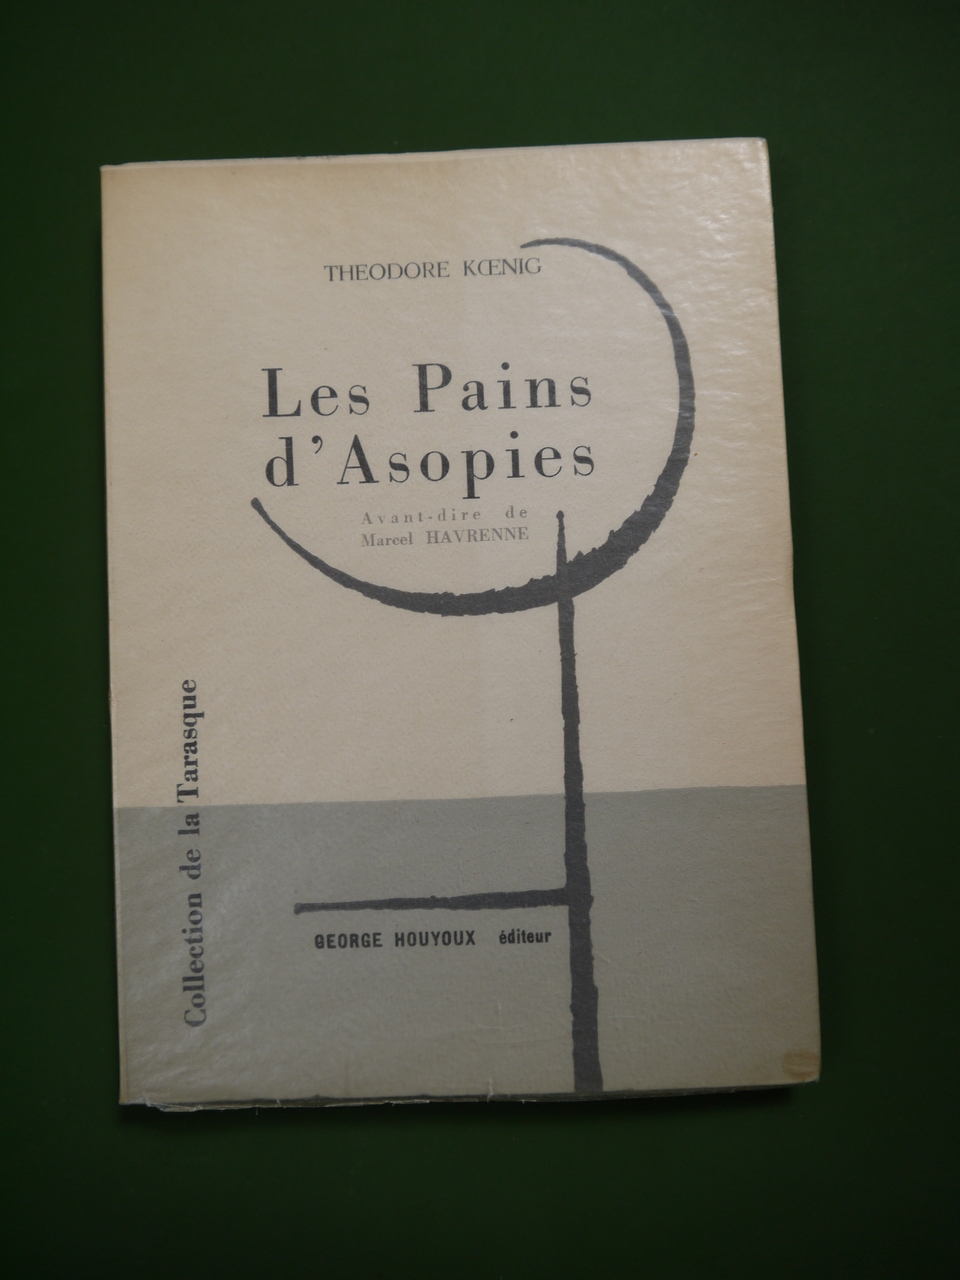 THEODORE KŒNIG
Les Pains
d'Asopies
Avant-dire de
Marcel HAVRENNE
Collection de la Tarasque
GEORGE HOUYOUX éditeur